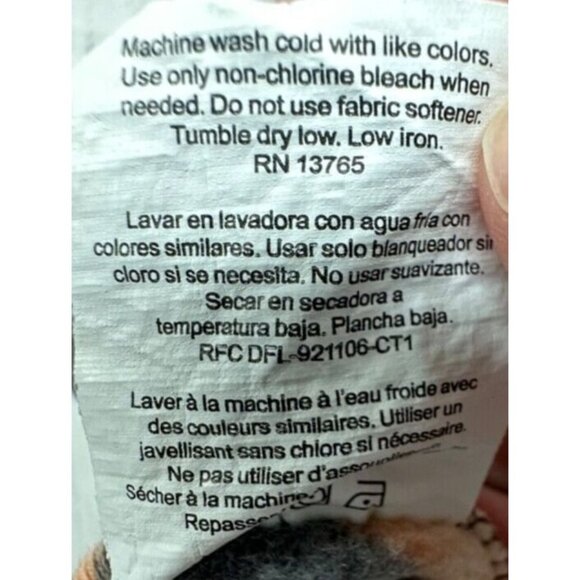 Machine wash cold with like colors.
Use only non-chlorine bleach when
needed. Do not use fabric softener.
Tumble dry low. Low iron.
RN 13765
Lavar en lavadora con agua fría con
colores similares. Usar solo blanqueador sin
cloro si se necesita. No usar suavizante.
Secar en secadora a
temperatura baja. Plancha baja.
RFC DFL-921106-CT1
Laver à la machine à l'eau froide avec
des couleurs similaires. Utiliser un
javellisant sans chlore si nécessaire.
Ne pas utiliser
Sécher à la machine